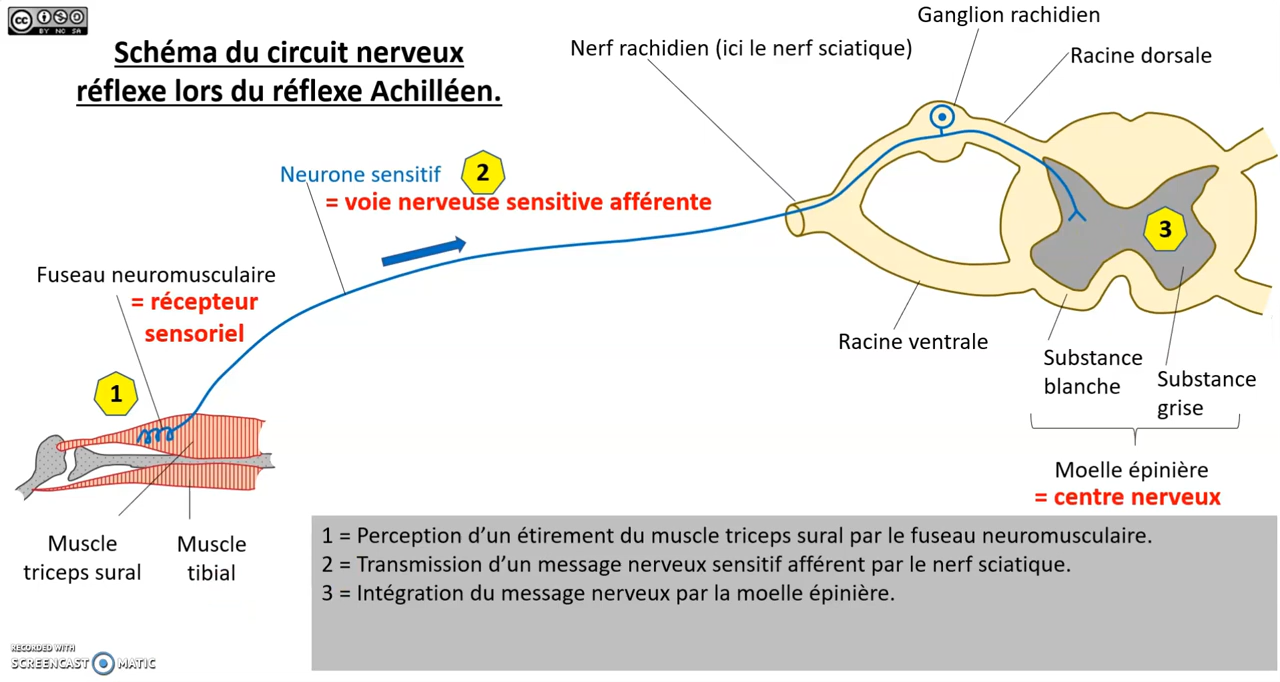 cc
BY NC SA
Schéma du circuit nerveux
réflexe lors du réflexe Achilléen.
Ganglion rachidien
Nerf rachidien (ici le nerf sciatique)
Racine dorsale
Neurone sensitif
2
= voie nerveuse sensitive afférente
3
Fuseau neuromusculaire
= récepteur
sensoriel
Racine ventrale
Substance
blanche
Substance
grise
1
Moelle épinière
= centre nerveux
Muscle
triceps sural
Muscle
tibial
1 = Perception d’un étirement du muscle triceps sural par le fuseau neuromusculaire.
2 = Transmission d’un message nerveux sensitif afférent par le nerf sciatique.
3 = Intégration du message nerveux par la moelle épinière.
RECORDED WITH
SCREENCAST MATIC